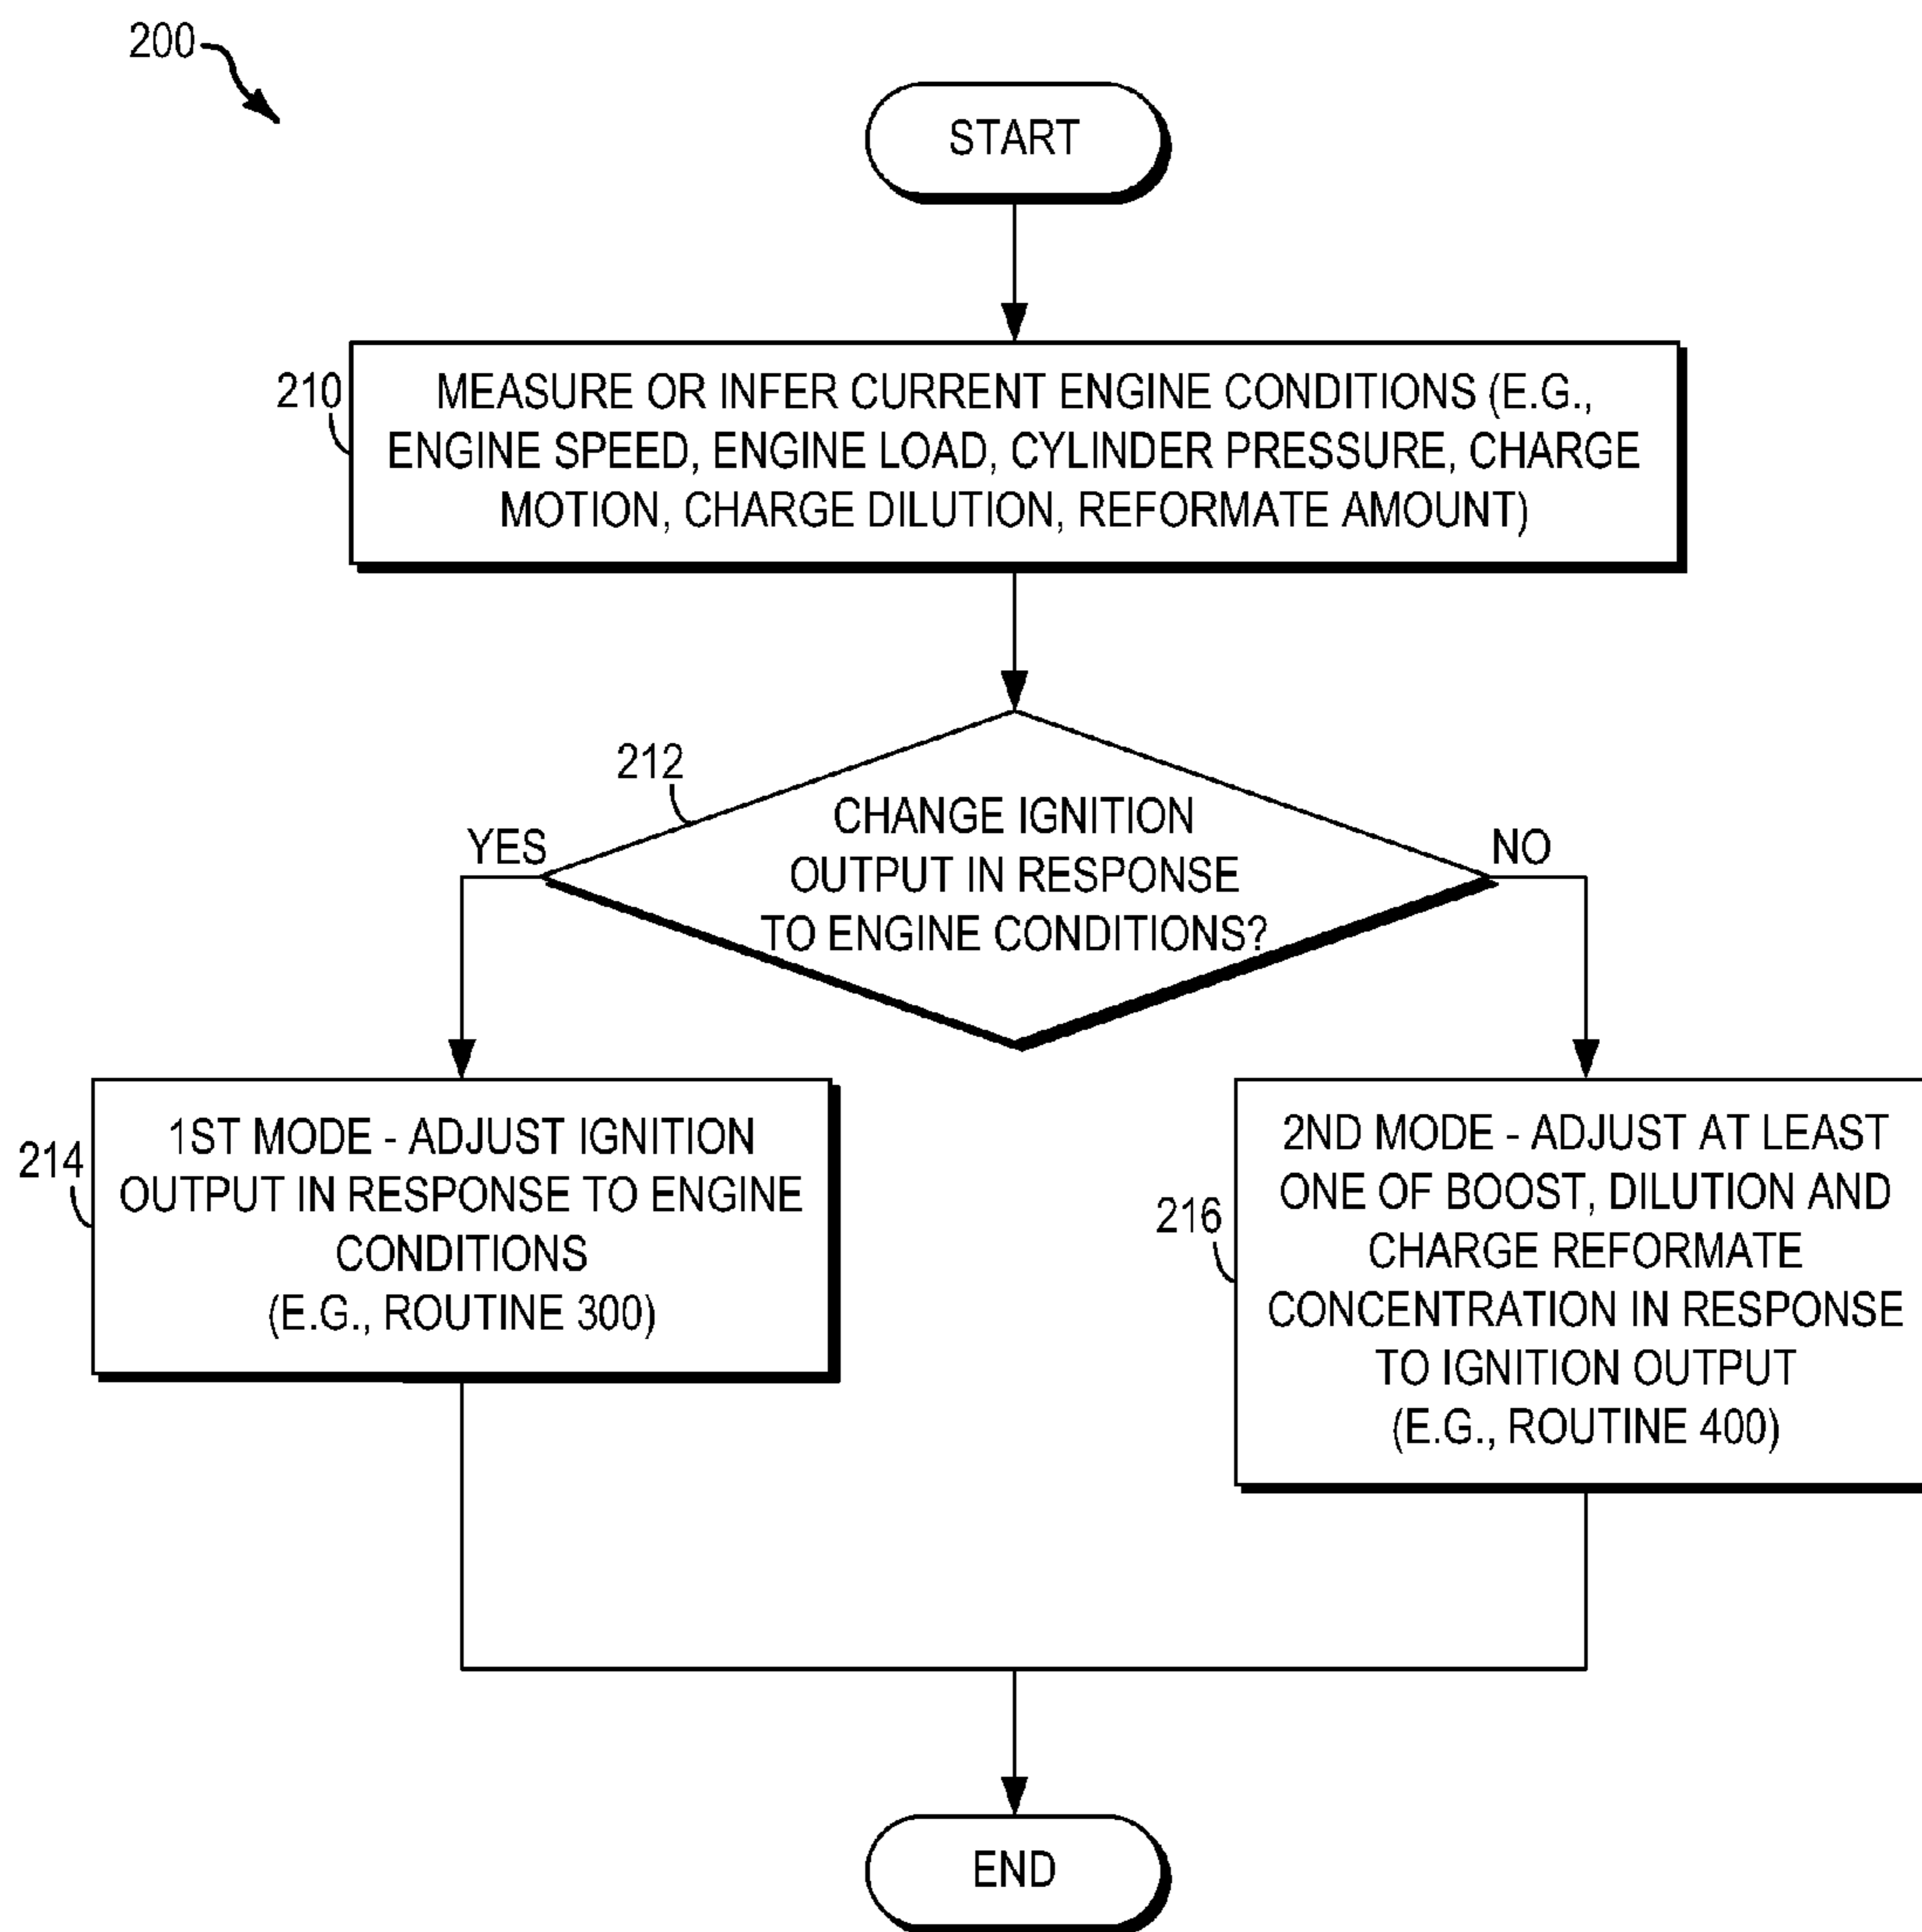 200
START
210
MEASURE OR INFER CURRENT ENGINE CONDITIONS (E.G.,
ENGINE SPEED, ENGINE LOAD, CYLINDER PRESSURE, CHARGE
MOTION, CHARGE DILUTION, REFORMATE AMOUNT)
212
CHANGE IGNITION
OUTPUT IN RESPONSE
TO ENGINE CONDITIONS?
YES
NO
214
1ST MODE - ADJUST IGNITION
OUTPUT IN RESPONSE TO ENGINE
CONDITIONS
(E.G., ROUTINE 300)
216
2ND MODE - ADJUST AT LEAST
ONE OF BOOST, DILUTION AND
CHARGE REFORMATE
CONCENTRATION IN RESPONSE
TO IGNITION OUTPUT
(E.G., ROUTINE 400)
END